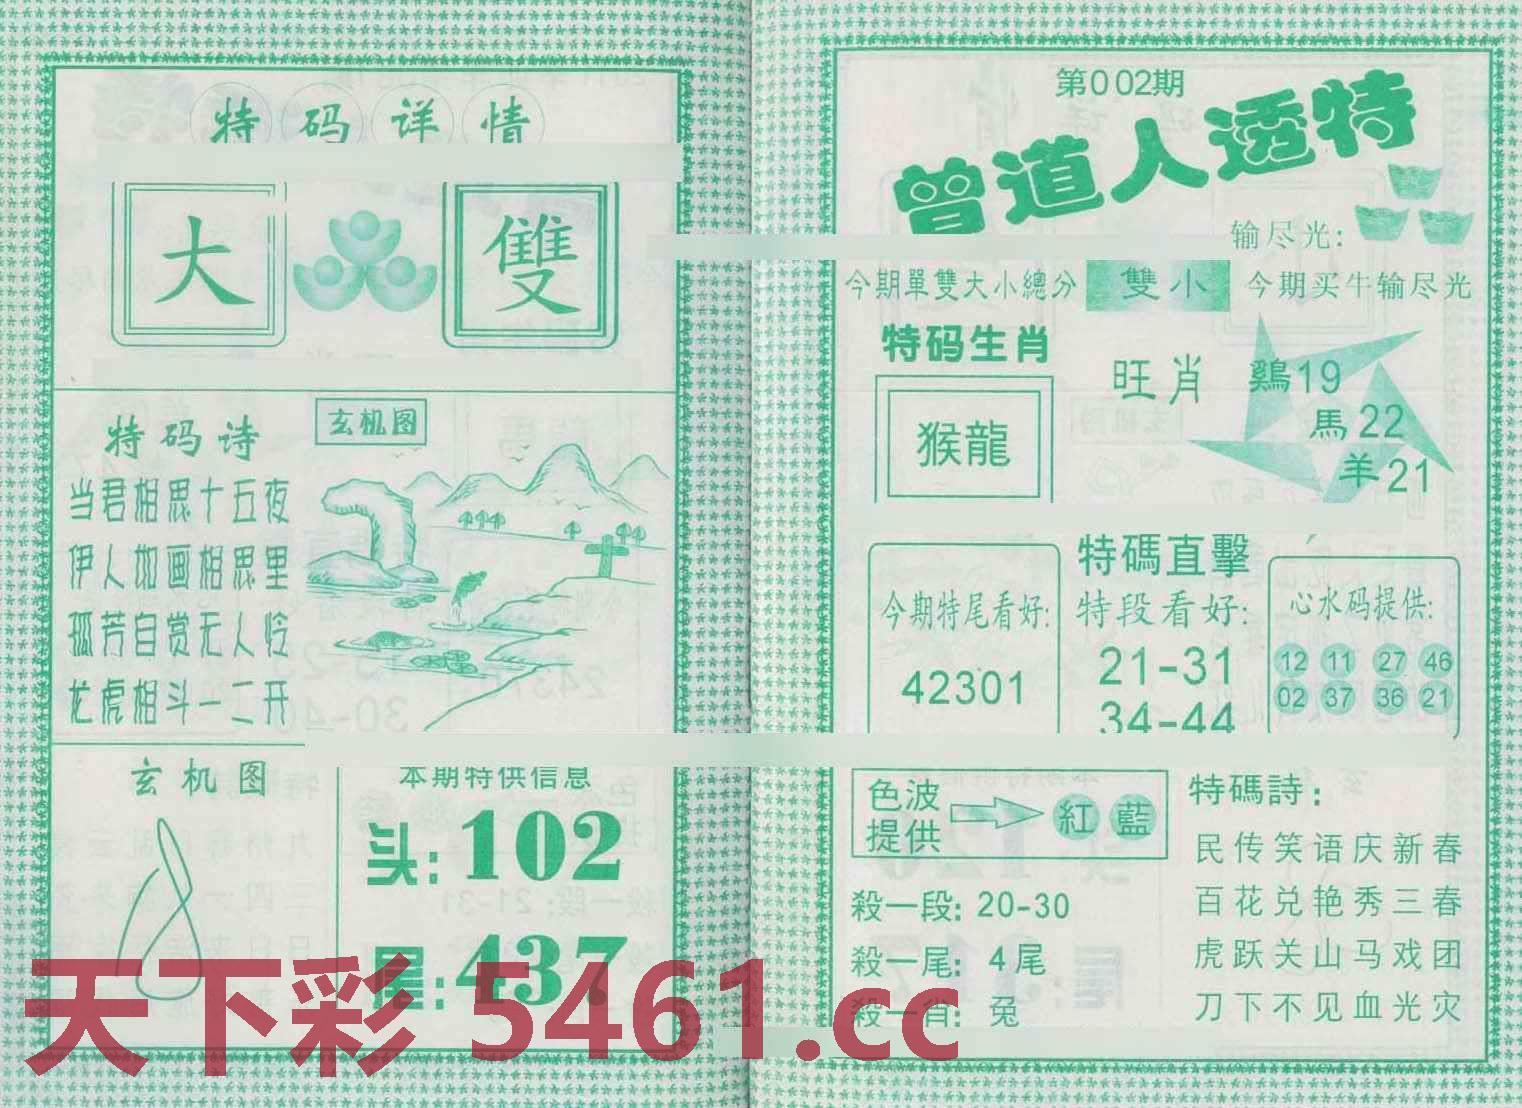 特码详情
大 雙
特码诗
当君相思十五夜
伊人如画相思里
孤芳自赏无人怜
龙虎相斗一二开
玄机图
玄机图
本期特供信息
头:102
尾:437
第002期
曾道人透特
输尽光:
今期單雙大小總分 雙小 今期买牛输尽光
特码生肖
猴龍
旺肖
鷄19
馬22
羊21
今期特尾看好:
42301
特碼直擊
特段看好:
21-31
34-44
心水码提供:
12 11 27 46
02 37 36 21
色波
提供
紅 藍
殺一段: 20-30
殺一尾: 4尾
殺一肖: 兔
特碼詩:
民传笑语庆新春
百花兑艳秀三春
虎跃关山马戏团
刀下不见血光灾
天下彩 5461.cc